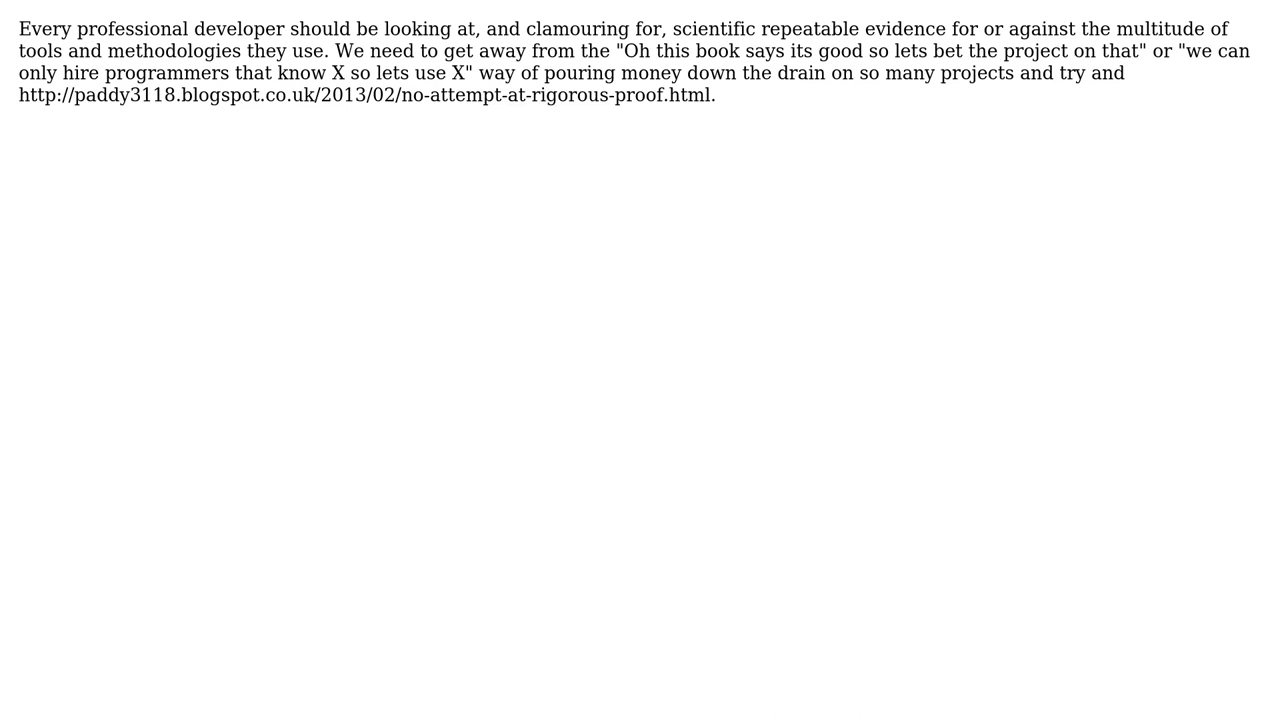 Every professional developer should be looking at, and clamouring for, scientific repeatable evidence for or against the multitude of
tools and methodologies they use. We need to get away from the "Oh this book says its good so lets bet the project on that" or "we can
only hire programmers that know X so lets use X" way of pouring money down the drain on so many projects and try and
http://paddy3118.blogspot.co.uk/2013/02/no-attempt-at-rigorous-proof.html.